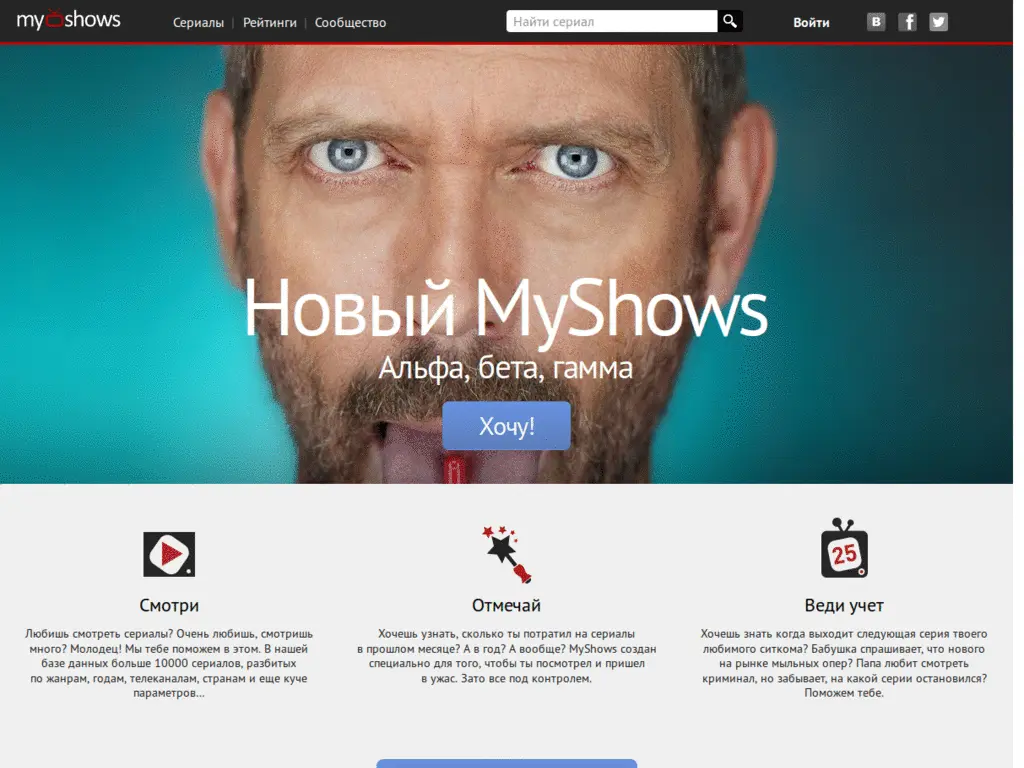 myshows
Сериалы | Рейтинги | Сообщество
Найти сериал
Войти
B f
Новый MyShows
Альфа, бета, гамма
Хочу!
25
Смотри
Любишь смотреть сериалы? Очень любишь, смотришь
много? Молодец! Мы тебе поможем в этом. В нашей
базе данных больше 10000 сериалов, разбитых
по жанрам, годам, телеканалам, странам и еще куче
параметров...
Отмечай
Хочешь узнать, сколько ты потратил на сериалы
в прошлом месяце? А в год? А вообще? MyShows создан
специально для того, чтобы ты посмотрел и пришел
в ужас. Зато все под контролем.
Веди учет
Хочешь знать когда выходит следующая серия твоего
любимого ситкома? Бабушка спрашивает, что нового
на рынке мыльных опер? Папа любит смотреть
криминал, но забывает, на какой серии остановился?
Поможем тебе.